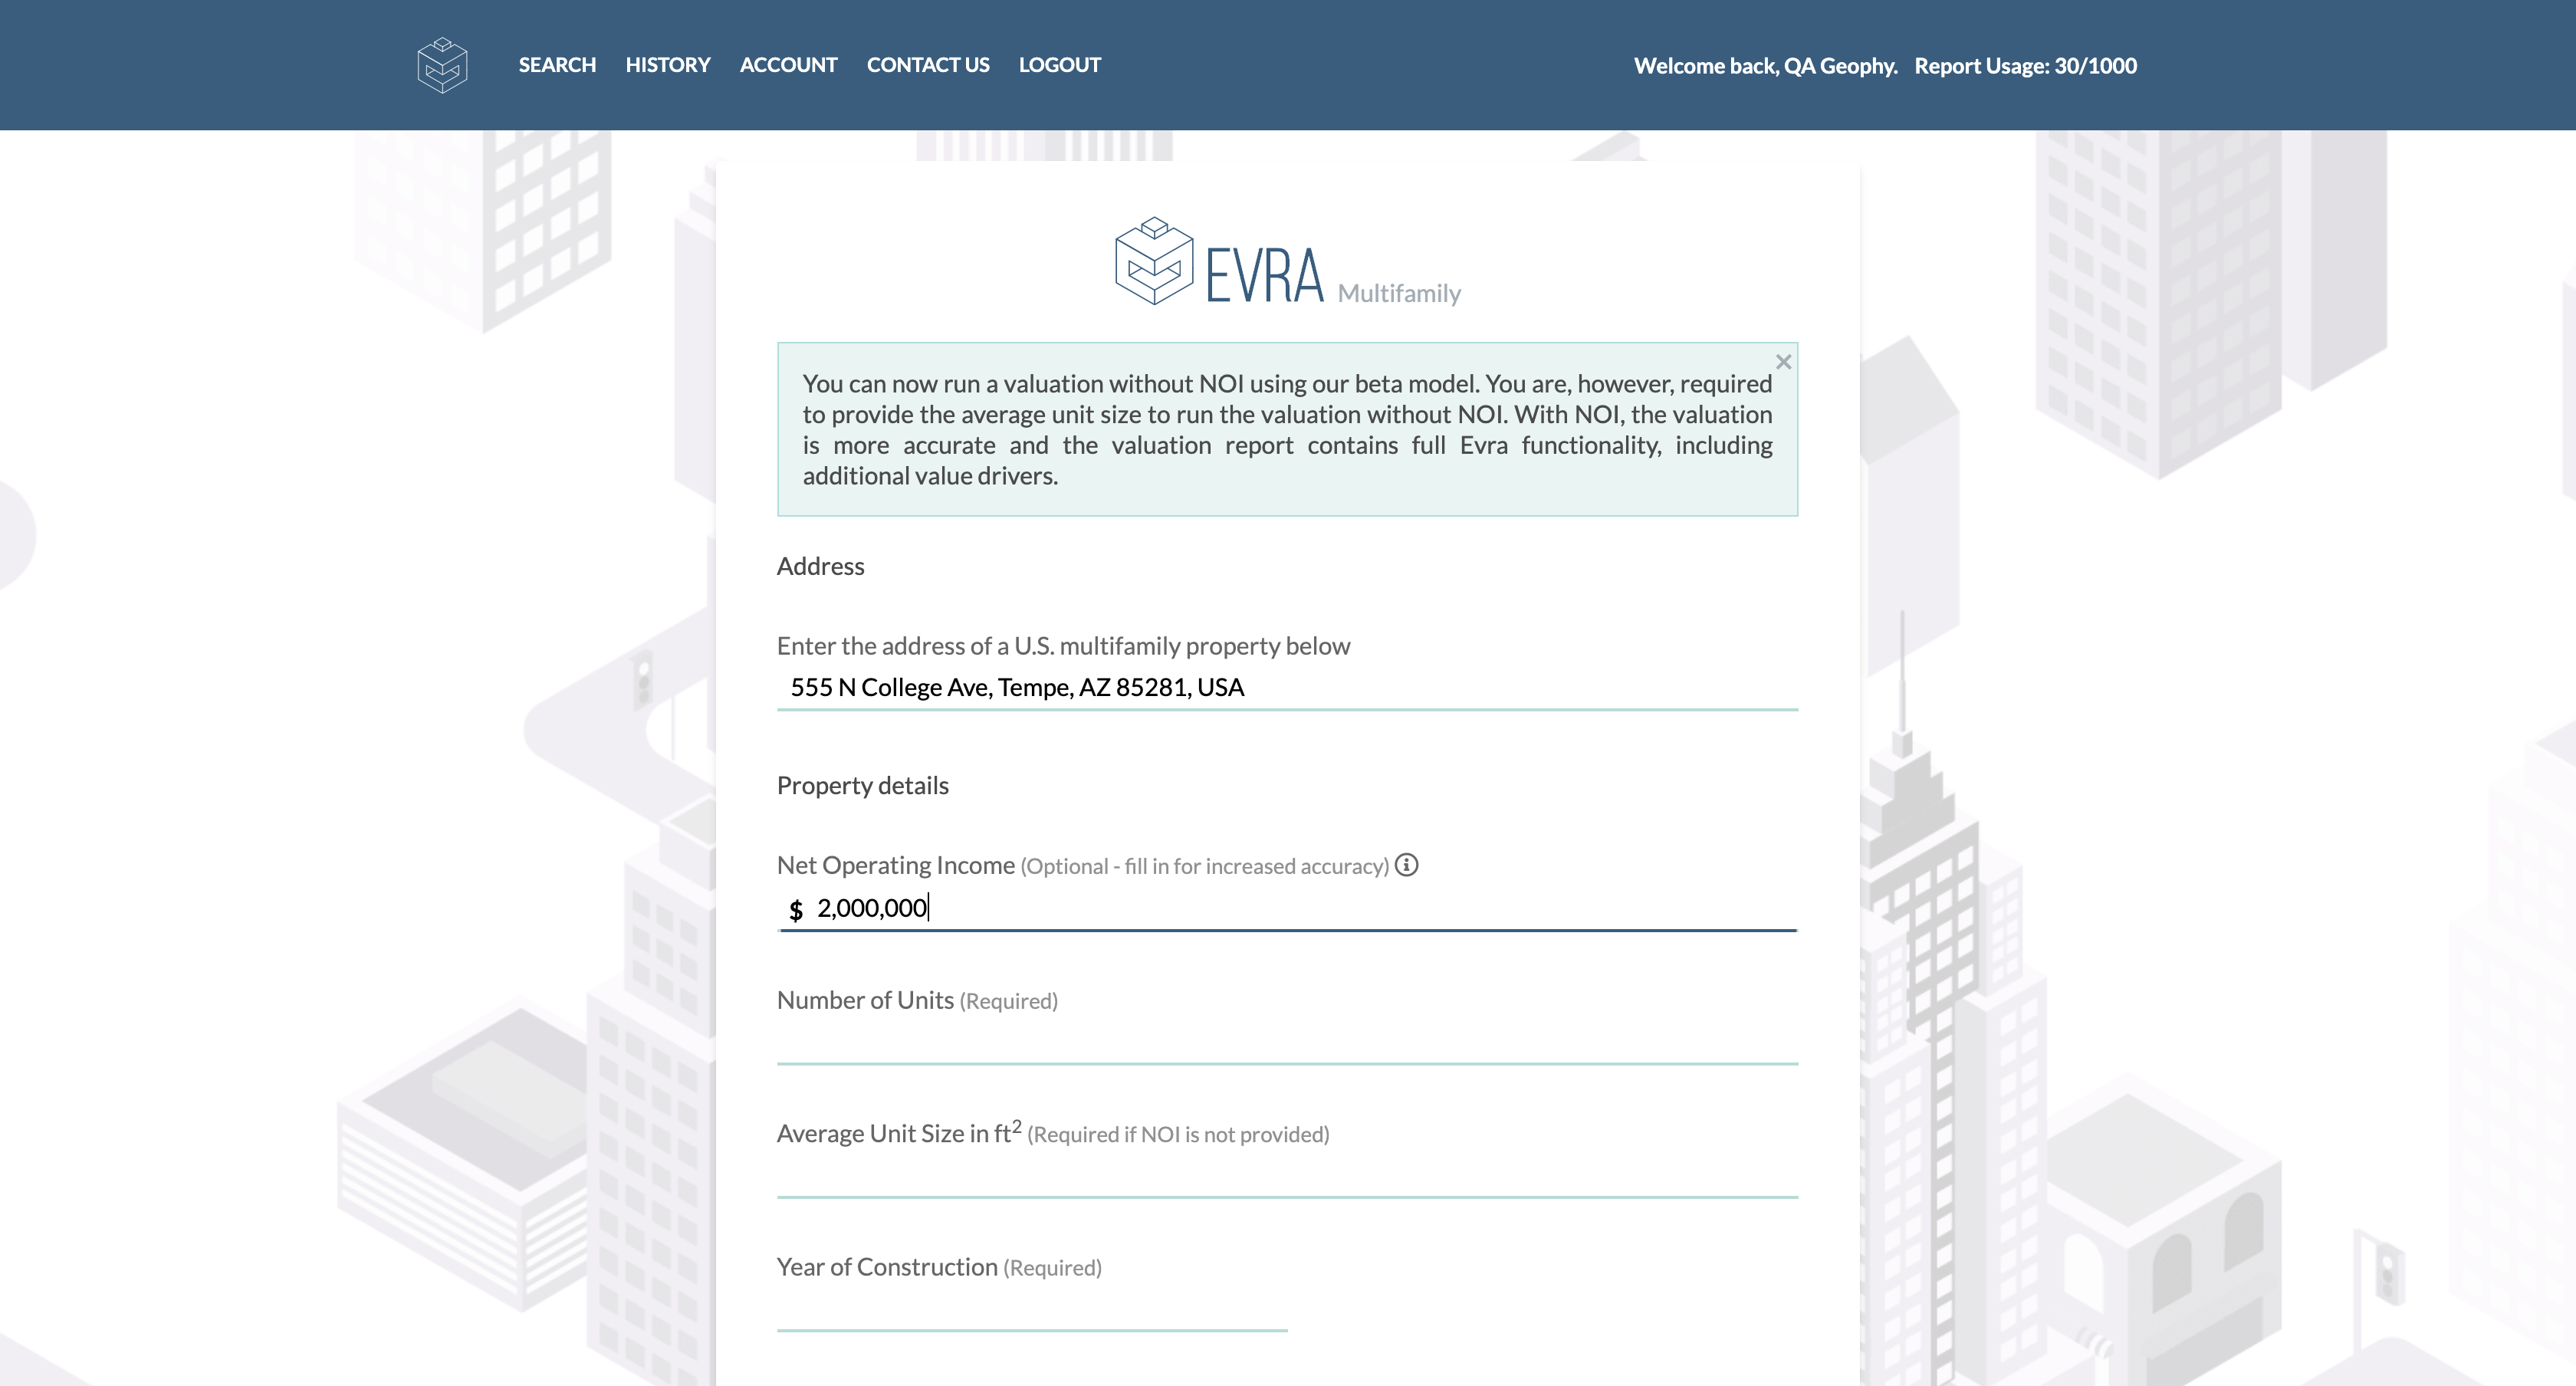 SEARCH HISTORY ACCOUNT CONTACT US LOGOUT Welcome back, QA Geophy. Report Usage: 30/1000
EVRA Multifamily
You can now run a valuation without NOI using our beta model. You are, however, required
to provide the average unit size to run the valuation without NOI. With NOI, the valuation
is more accurate and the valuation report contains full Evra functionality, including
additional value drivers.
Address
Enter the address of a U.S. multifamily property below
555 N College Ave, Tempe, AZ 85281, USA
Property details
Net Operating Income (Optional - fill in for increased accuracy)
$ 2,000,000
Number of Units (Required)
Average Unit Size in ft² (Required if NOI is not provided)
Year of Construction (Required)